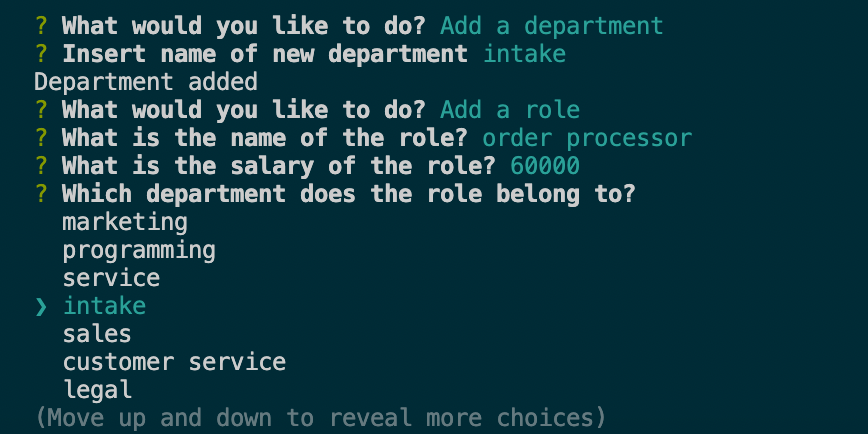 ? What would you like to do? Add a department
? Insert name of new department intake
Department added
? What would you like to do? Add a role
? What is the name of the role? order processor
? What is the salary of the role? 60000
? Which department does the role belong to?
marketing
programming
service
❯ intake
sales
customer service
legal
(Move up and down to reveal more choices)